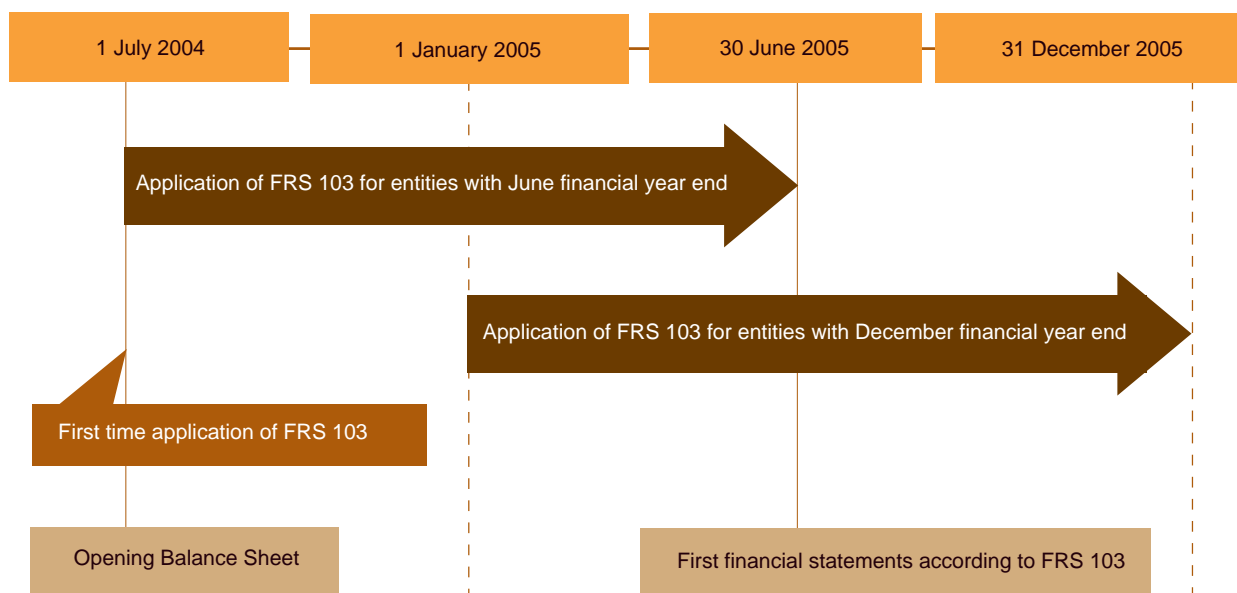 1 July 2004
1 January 2005
30 June 2005
31 December 2005
Application of FRS 103 for entities with June financial year end
Application of FRS 103 for entities with December financial year end
First time application of FRS 103
Opening Balance Sheet
First financial statements according to FRS 103